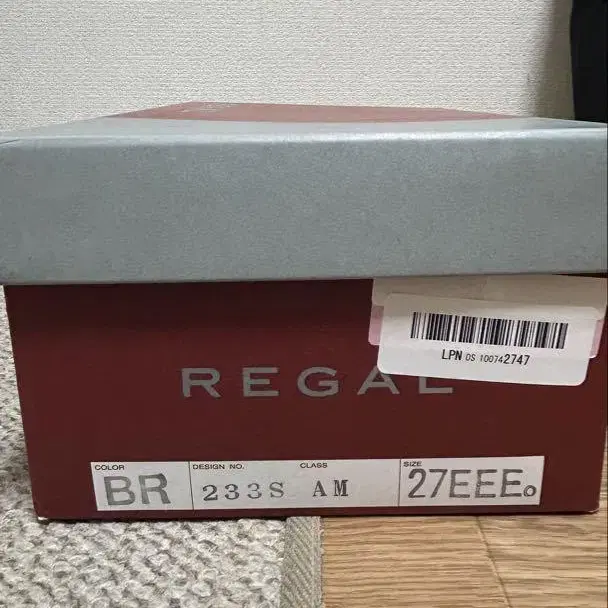 LPN DS 100742747
REGAL
COLOR DESIGN NO. CLASS SIZE
BR 233S AM 27EEE